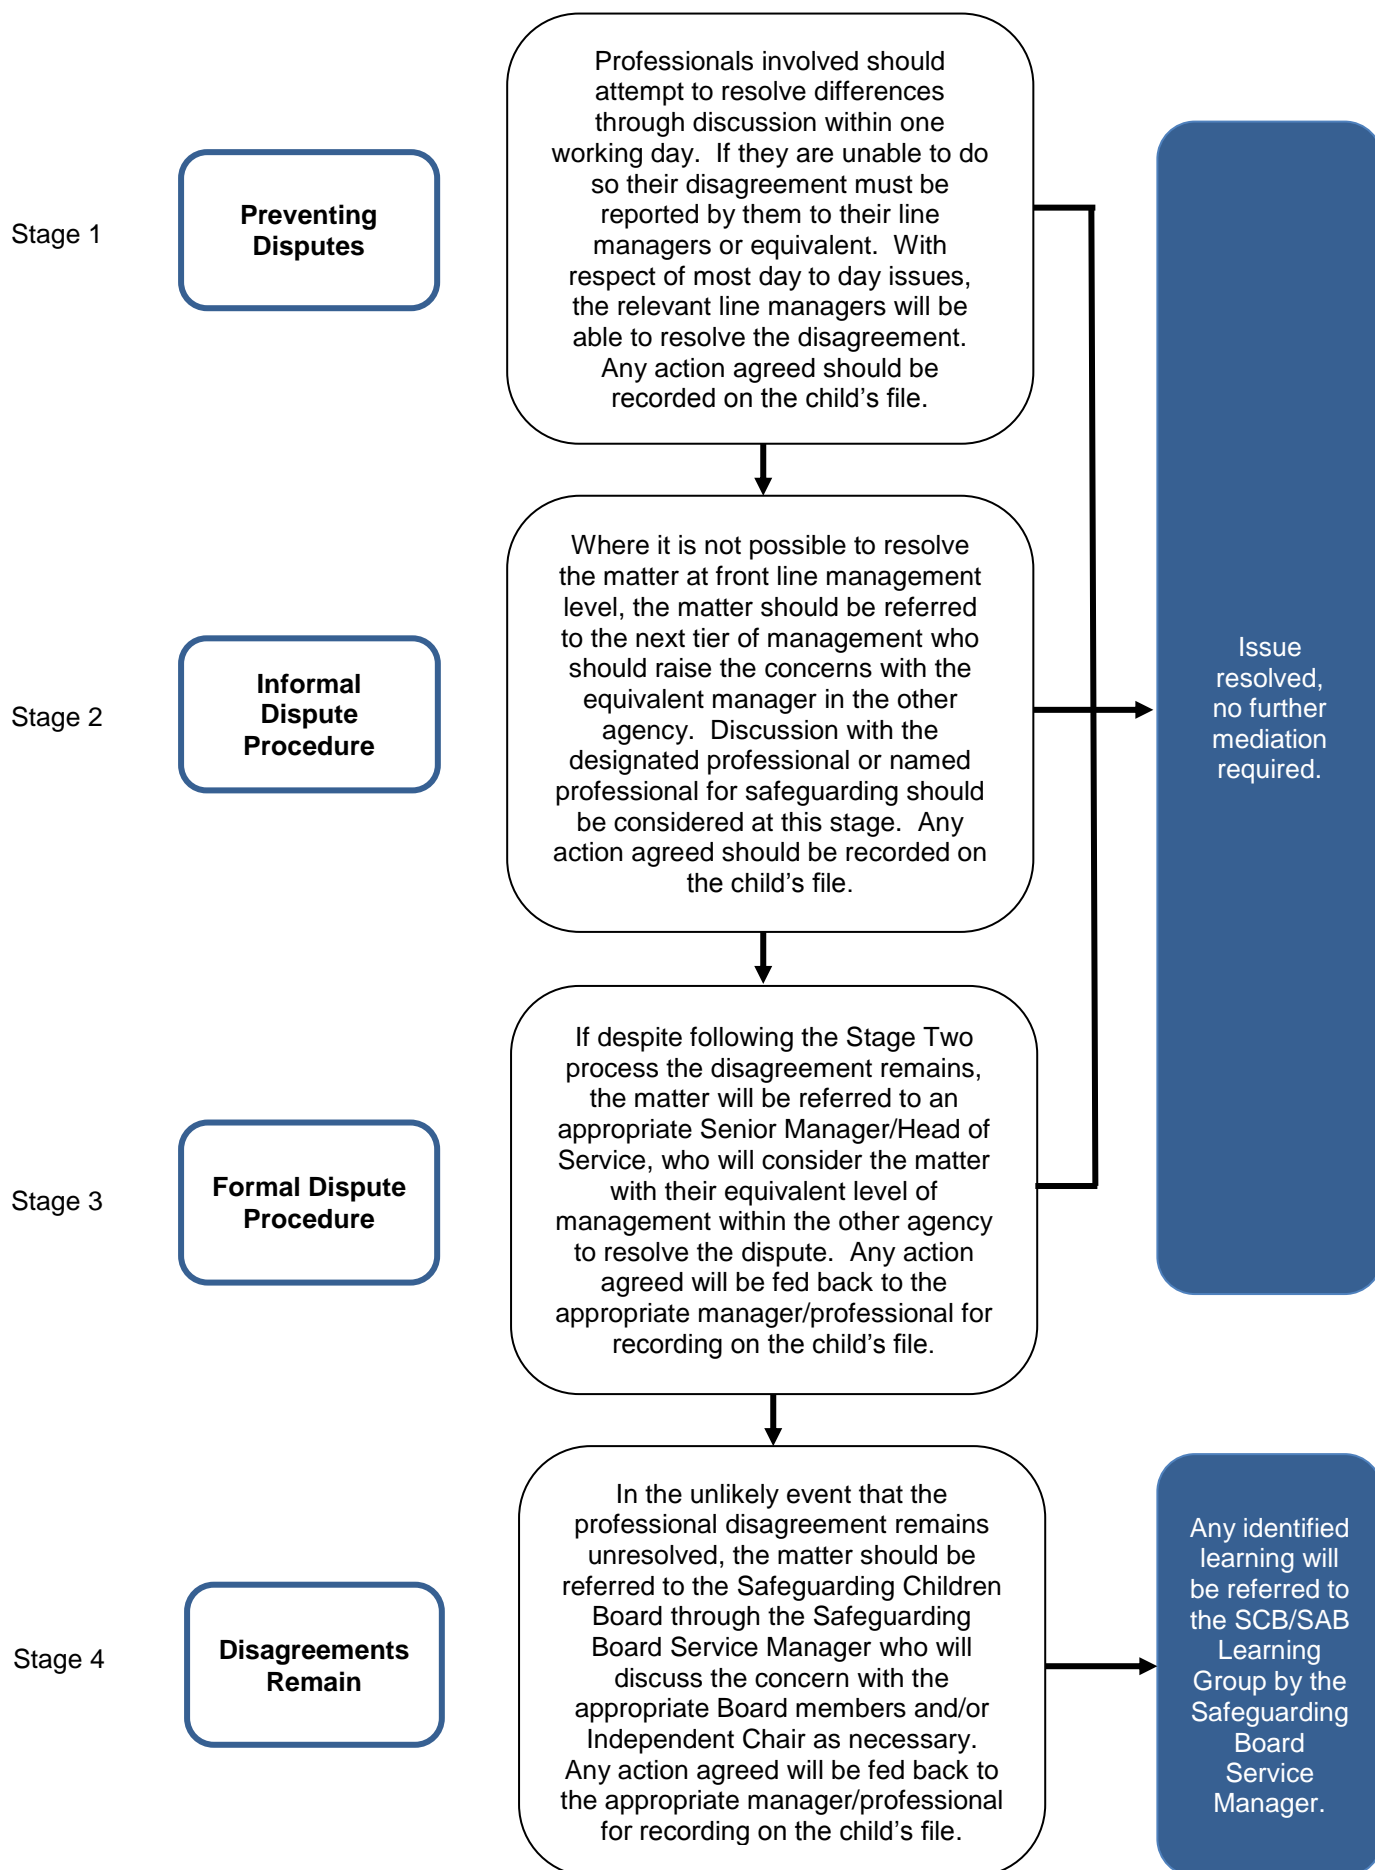 Stage 1
Preventing
Disputes
Professionals involved should
attempt to resolve differences
through discussion within one
working day.  If they are unable to do
so their disagreement must be
reported by them to their line
managers or equivalent.  With
respect of most day to day issues,
the relevant line managers will be
able to resolve the disagreement.
Any action agreed should be
recorded on the child’s file.
Stage 2
Informal
Dispute
Procedure
Where it is not possible to resolve
the matter at front line management
level, the matter should be referred
to the next tier of management who
should raise the concerns with the
equivalent manager in the other
agency.  Discussion with the
designated professional or named
professional for safeguarding should
be considered at this stage.  Any
action agreed should be recorded on
the child’s file.
Issue
resolved,
no further
mediation
required.
Stage 3
Formal Dispute
Procedure
If despite following the Stage Two
process the disagreement remains,
the matter will be referred to an
appropriate Senior Manager/Head of
Service, who will consider the matter
with their equivalent level of
management within the other agency
to resolve the dispute.  Any action
agreed will be fed back to the
appropriate manager/professional for
recording on the child’s file.
Stage 4
Disagreements
Remain
In the unlikely event that the
professional disagreement remains
unresolved, the matter should be
referred to the Safeguarding Children
Board through the Safeguarding
Board Service Manager who will
discuss the concern with the
appropriate Board members and/or
Independent Chair as necessary.
Any action agreed will be fed back to
the appropriate manager/professional
for recording on the child’s file.
Any identified
learning will
be referred to
the SCB/SAB
Learning
Group by the
Safeguarding
Board
Service
Manager.